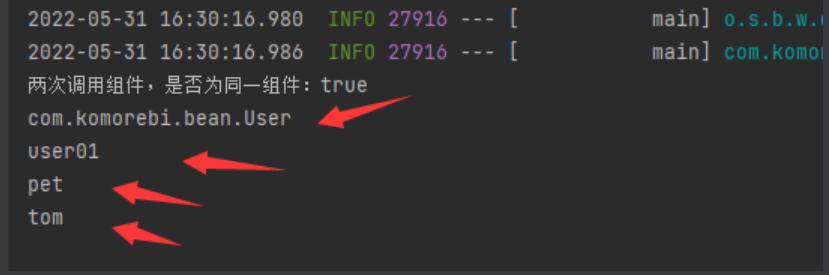 2022-05-31 16:30:16.980 INFO 27916 --- [ main] o.s.b.w.
2022-05-31 16:30:16.986 INFO 27916 --- [ main] com.komor
两次调用组件，是否为同一组件：true
com.komorebi.bean.User
user01
pet
tom